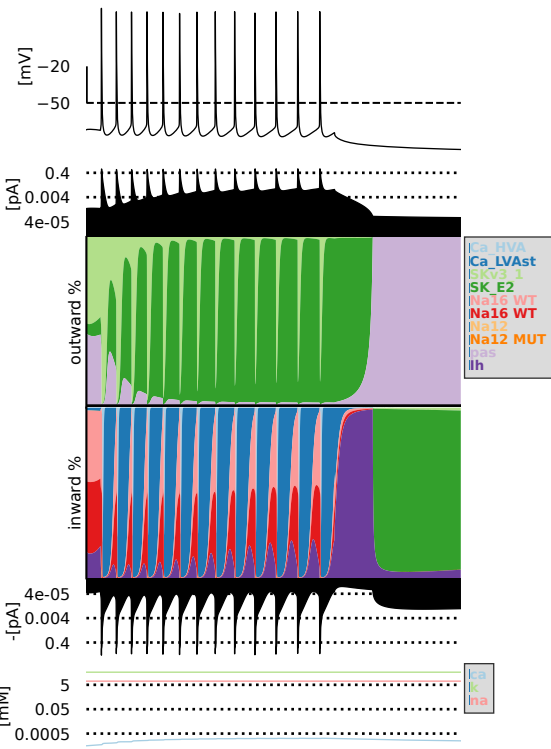 [mV]
−20
−50
[pA]
0.4
0.004
4e-05
outward %
Ca_HVA
Ca_LVAst
SKv3_1
SK_E2
Na16 WT
Na16 WT
Na12
Na12 MUT
pas
Ih
inward %
-[pA]
4e-05
0.004
0.4
[mM]
5
0.05
0.0005
ca
k
na